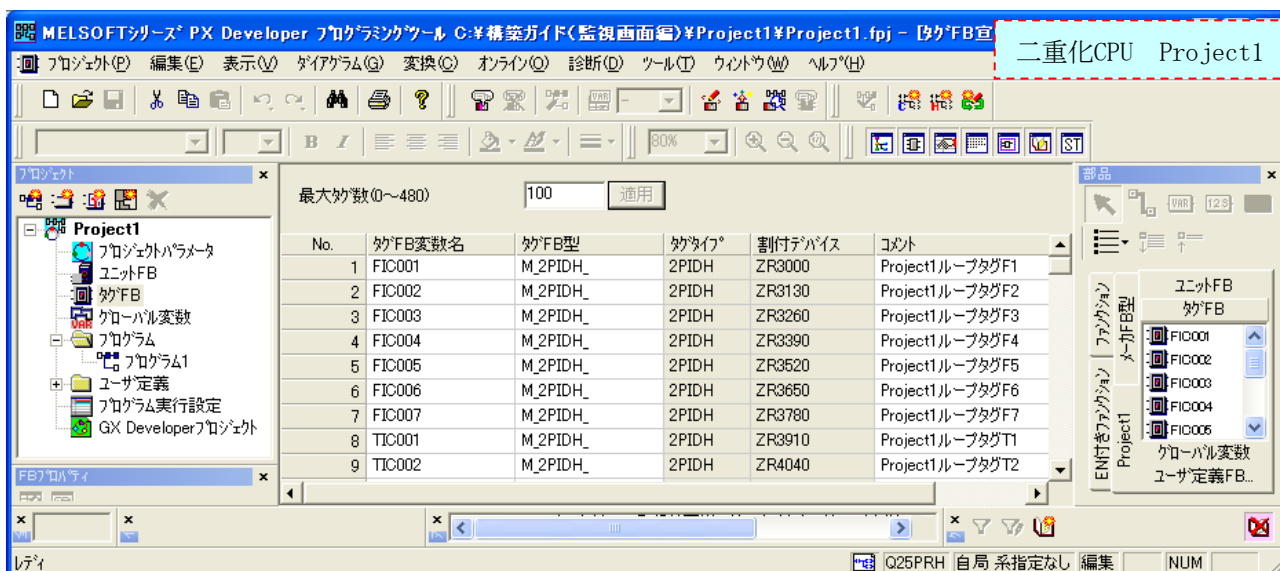 MELSOFTｼﾘｰｽﾞ PX Developer ﾌﾟﾛｸﾞﾗﾐﾝｸﾞﾂｰﾙ C:¥構築ガイド(監視画面編)¥Project1¥Project1.fpj - [ﾀｸﾞFB宣
二重化CPU Project1
ﾌﾟﾛｼﾞｪｸﾄ(P) 編集(E) 表示(V) ﾀﾞｲｱｸﾞﾗﾑ(G) 変換(C) ｵﾝﾗｲﾝ(O) 診断(D) ﾂｰﾙ(T) ｳｨﾝﾄﾞｳ(W) ﾍﾙﾌﾟ(H)
VAR
B I 80% ST
ﾌﾟﾛｼﾞｪｸﾄ
Project1
ﾌﾟﾛｼﾞｪｸﾄﾊﾟﾗﾒｰﾀ
ﾕﾆｯﾄFB
ﾀｸﾞFB
VAR ｸﾞﾛｰﾊﾞﾙ変数
ﾌﾟﾛｸﾞﾗﾑ
ﾌﾟﾛｸﾞﾗﾑ1
ﾕｰｻﾞ定義
ﾌﾟﾛｸﾞﾗﾑ実行設定
GX Developerﾌﾟﾛｼﾞｪｸﾄ
FBﾌﾟﾛﾊﾟﾃｨ
最大ﾀｸﾞ数(0～480) 100 適用
No. ﾀｸﾞFB変数名 ﾀｸﾞFB型 ﾀｸﾞﾀｲﾌﾟ 割付ﾃﾞﾊﾞｲｽ ｺﾒﾝﾄ
1 FIC001 M_2PIDH_ 2PIDH ZR3000 Project1ループタグF1
2 FIC002 M_2PIDH_ 2PIDH ZR3130 Project1ループタグF2
3 FIC003 M_2PIDH_ 2PIDH ZR3260 Project1ループタグF3
4 FIC004 M_2PIDH_ 2PIDH ZR3390 Project1ループタグF4
5 FIC005 M_2PIDH_ 2PIDH ZR3520 Project1ループタグF5
6 FIC006 M_2PIDH_ 2PIDH ZR3650 Project1ループタグF6
7 FIC007 M_2PIDH_ 2PIDH ZR3780 Project1ループタグF7
8 TIC001 M_2PIDH_ 2PIDH ZR3910 Project1ループタグT1
9 TIC002 M_2PIDH_ 2PIDH ZR4040 Project1ループタグT2
部品
VAR 123
ﾌｧﾝｸｼｮﾝ
ﾒｰｶFB型
EN付きﾌｧﾝｸｼｮﾝ
Project1
ﾕﾆｯﾄFB
ﾀｸﾞFB
FIC001
FIC002
FIC003
FIC004
FIC005
ｸﾞﾛｰﾊﾞﾙ変数
ﾕｰｻﾞ定義FB...
ﾚﾃﾞｨ Q25PRH 自局 系指定なし 編集 NUM